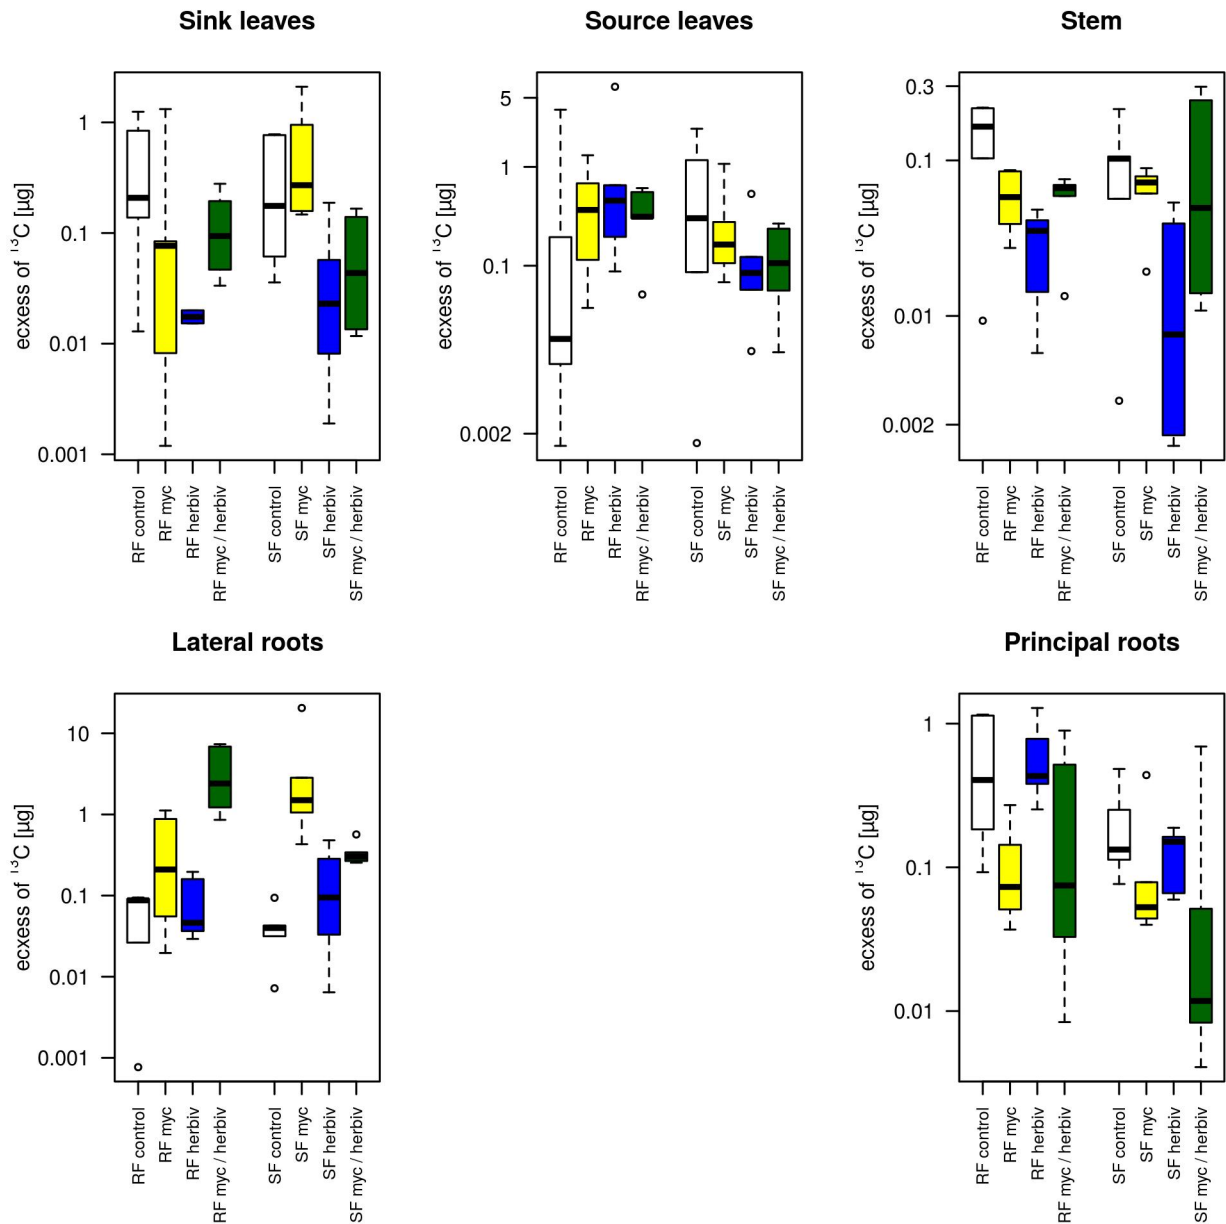 Sink leaves
ecxess of ¹³C [µg]
1
0.1
0.01
0.001
RF control
RF myc
RF herbiv
RF myc / herbiv
SF control
SF myc
SF herbiv
SF myc / herbiv
Source leaves
ecxess of ¹³C [µg]
5
1
0.1
0.002
RF control
RF myc
RF herbiv
RF myc / herbiv
SF control
SF myc
SF herbiv
SF myc / herbiv
Stem
ecxess of ¹³C [µg]
0.3
0.1
0.01
0.002
RF control
RF myc
RF herbiv
RF myc / herbiv
SF control
SF myc
SF herbiv
SF myc / herbiv
Lateral roots
ecxess of ¹³C [µg]
10
1
0.1
0.01
0.001
RF control
RF myc
RF herbiv
RF myc / herbiv
SF control
SF myc
SF herbiv
SF myc / herbiv
Principal roots
ecxess of ¹³C [µg]
1
0.1
0.01
RF control
RF myc
RF herbiv
RF myc / herbiv
SF control
SF myc
SF herbiv
SF myc / herbiv